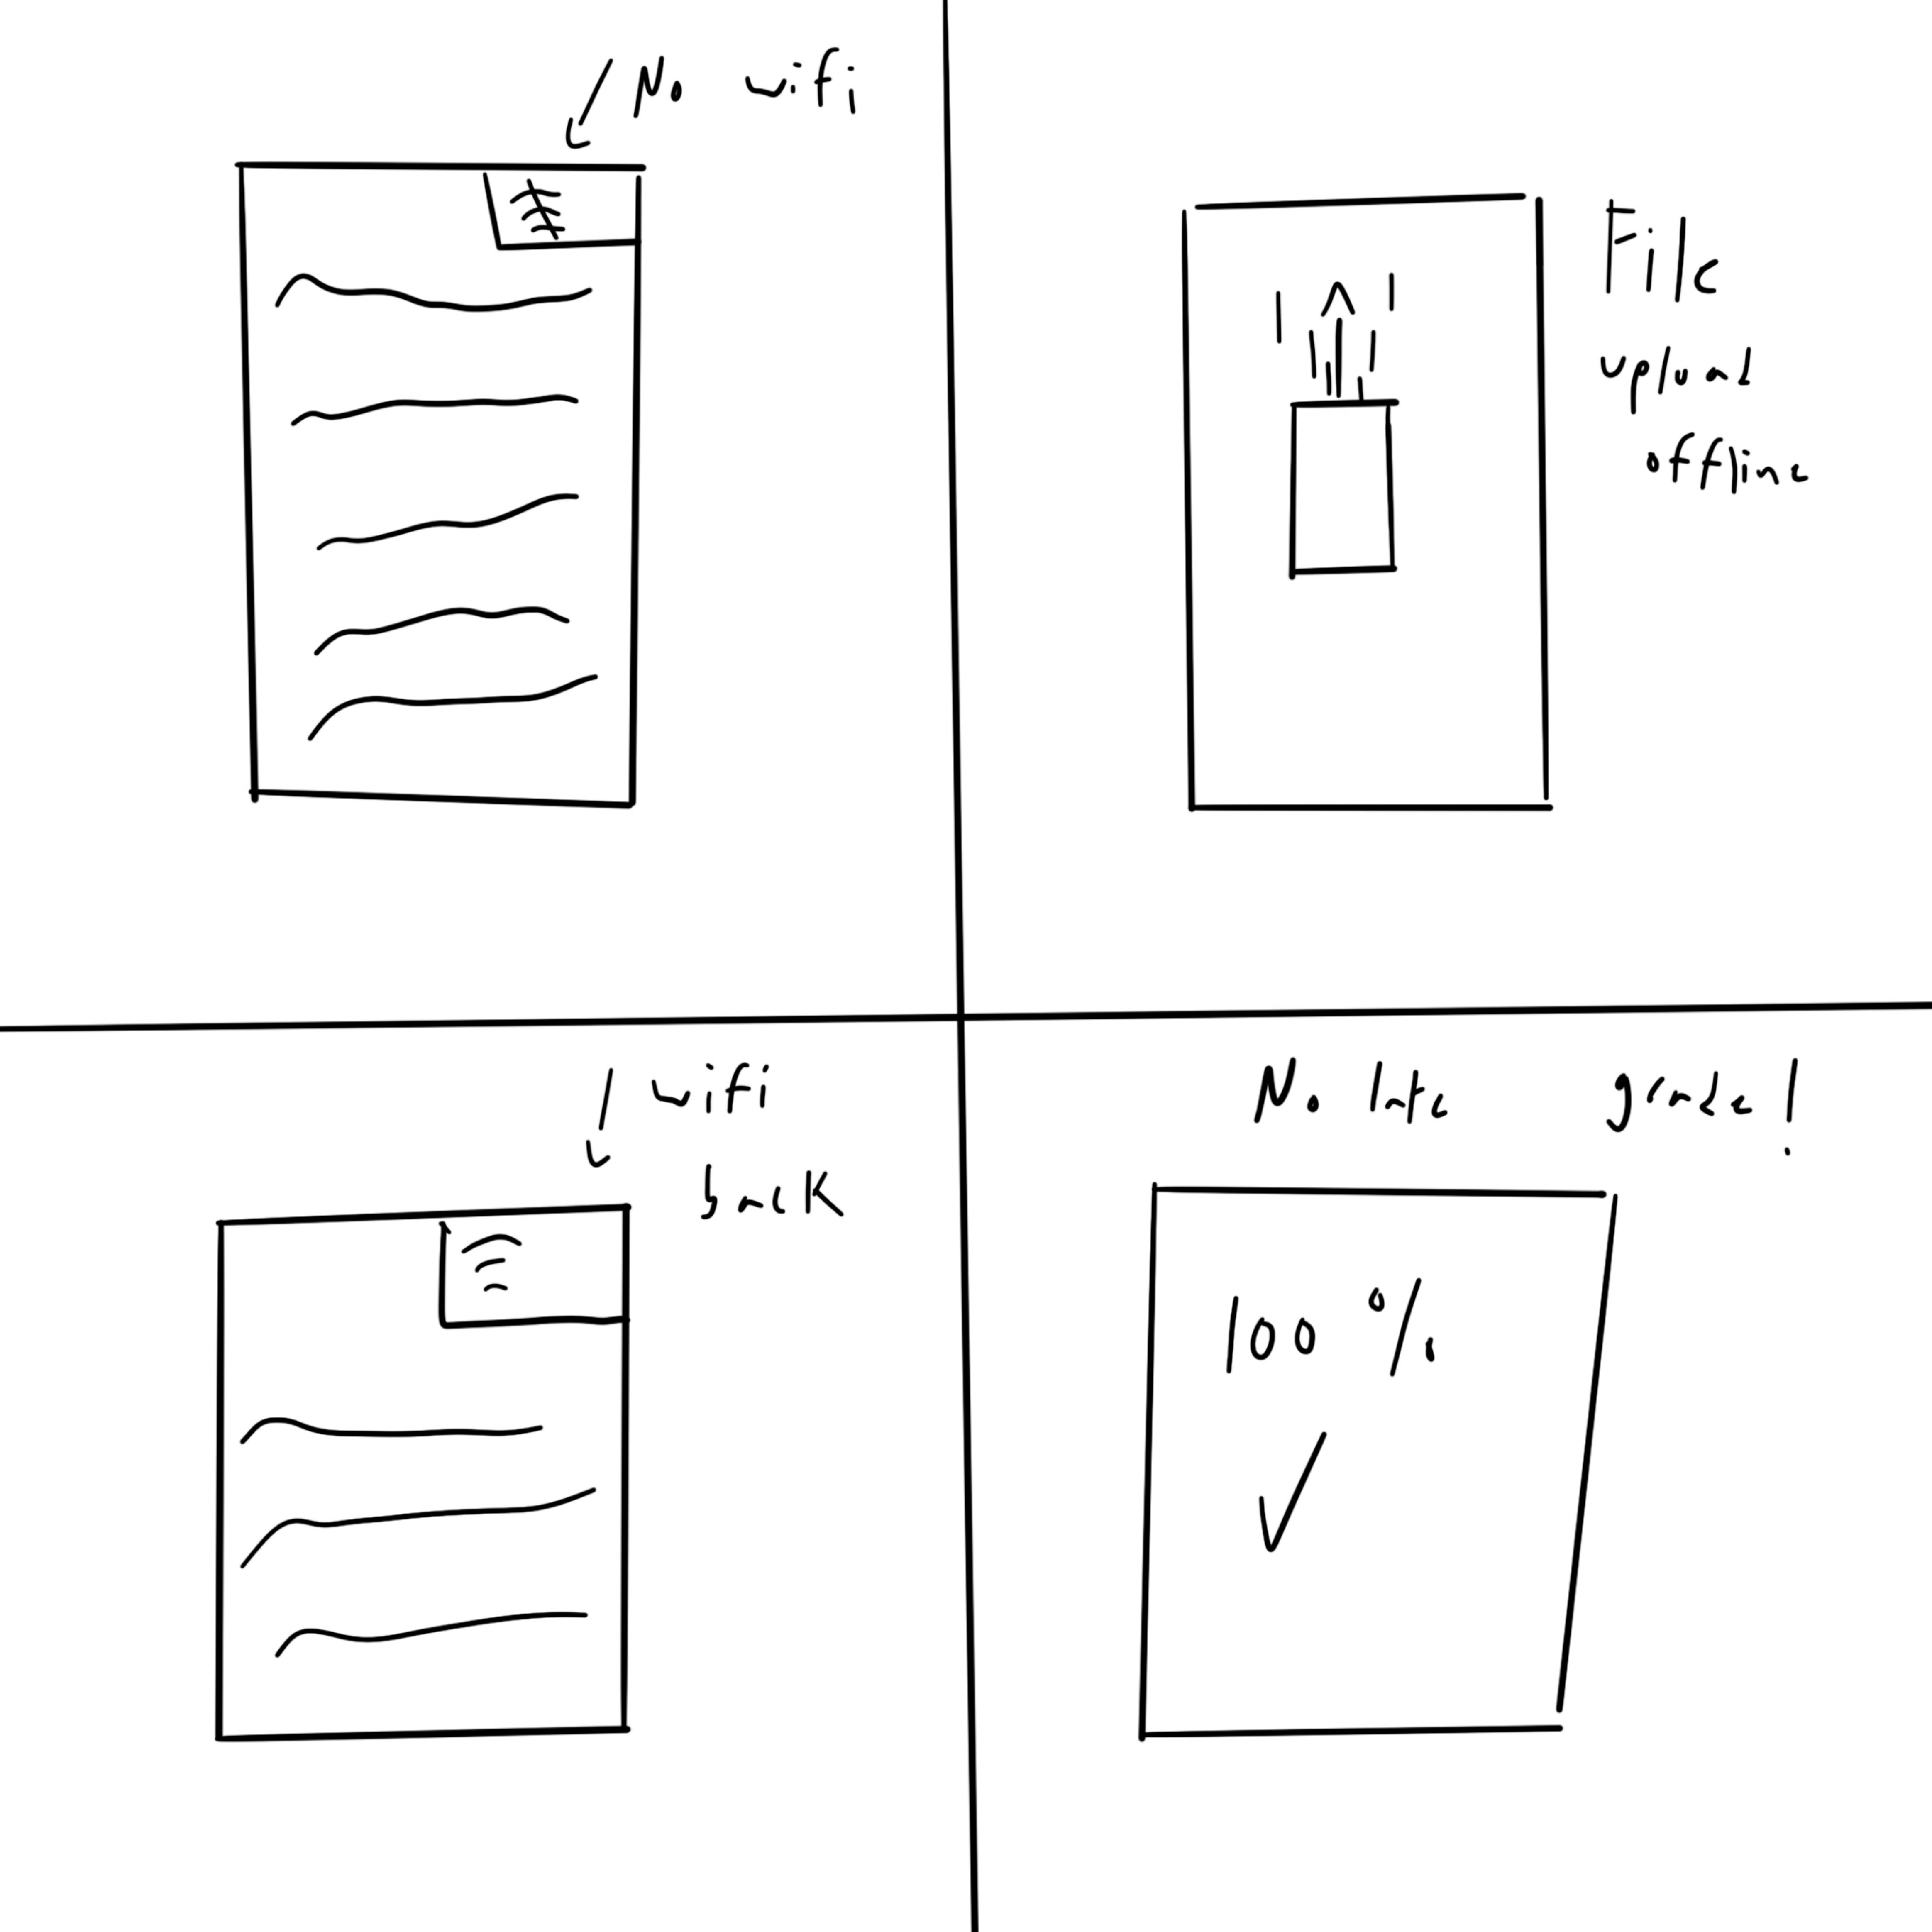 No wifi
File
upload
offline
wifi
back
No late grade!
100%